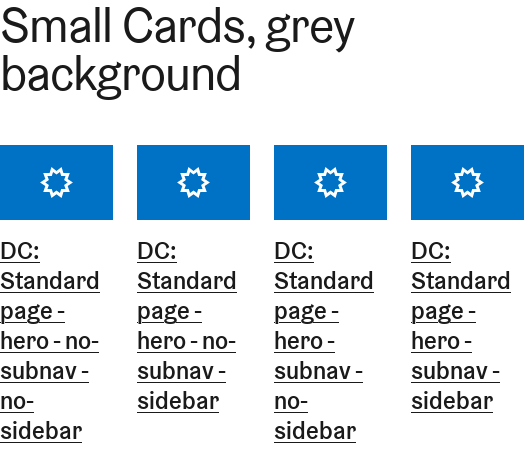 Small Cards, grey
background
DC:
Standard
page -
hero - no-
subnav -
no-
sidebar
DC:
Standard
page -
hero - no-
subnav -
sidebar
DC:
Standard
page -
hero -
subnav -
no-
sidebar
DC:
Standard
page -
hero -
subnav -
sidebar